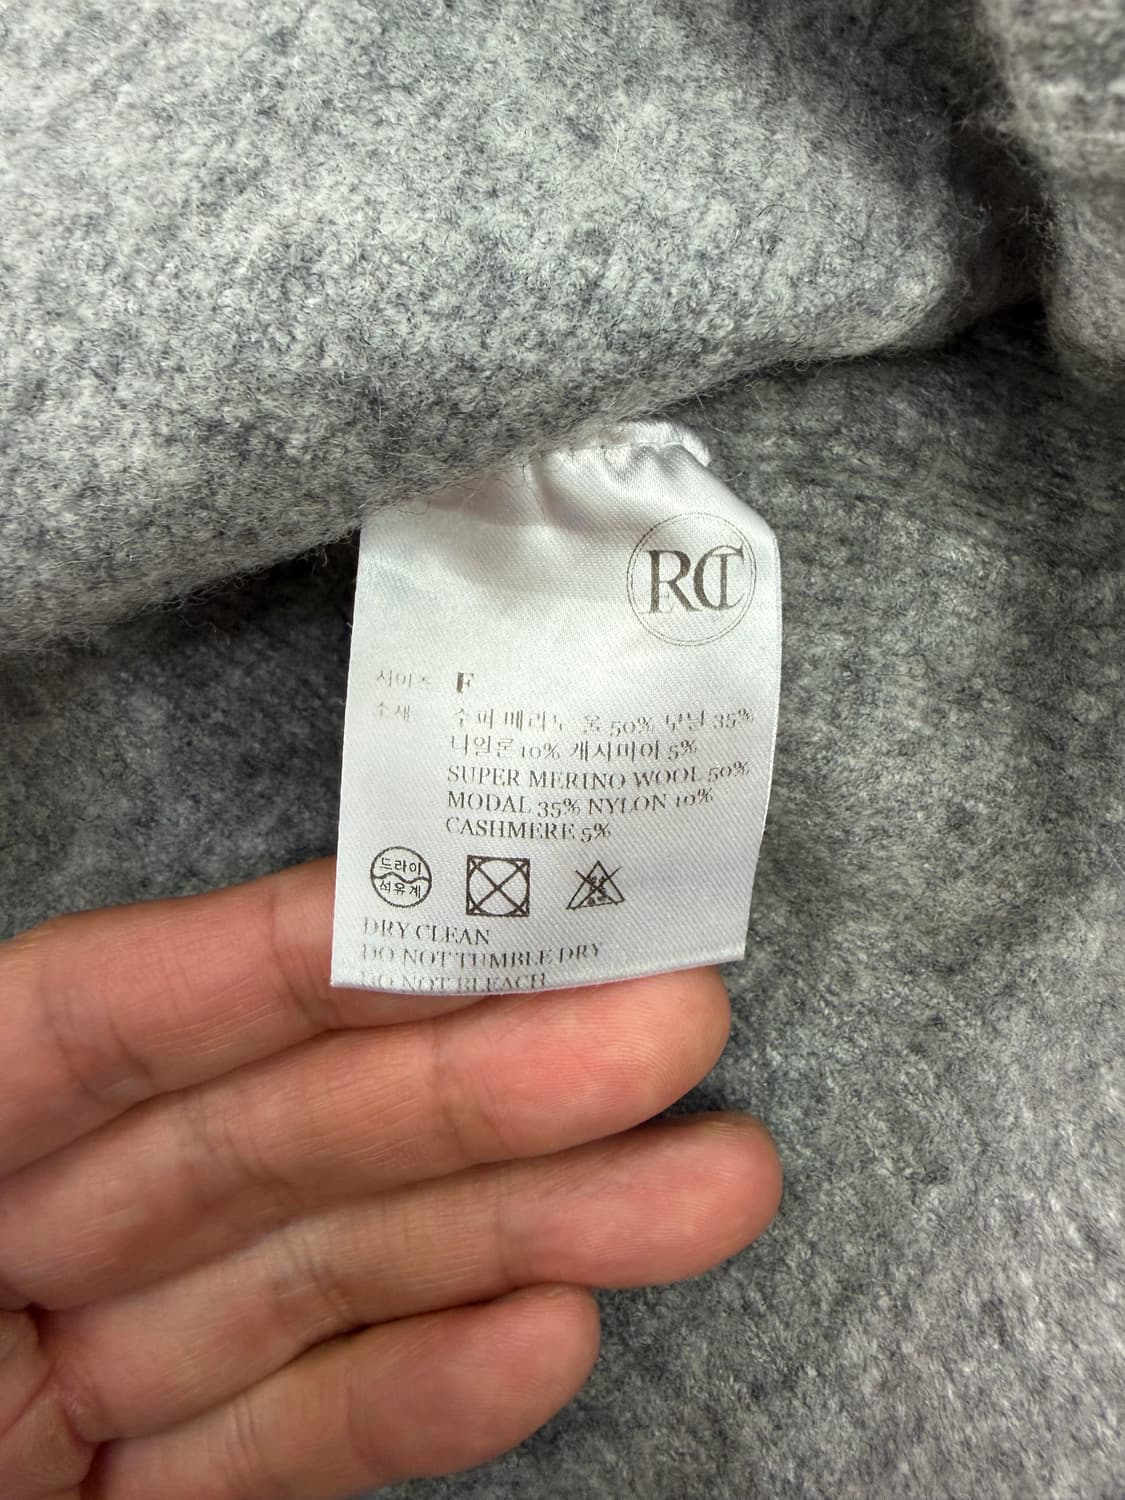 RCT
사이즈 F
소재 수퍼 메리노 울 50% 모달 35%
나일론 10% 캐시미어 5%
SUPER MERINO WOOL 50%
MODAL 35% NYLON 10%
CASHMERE 5%
드라이
석유계
DRY CLEAN
DO NOT TUMBLE DRY
DO NOT BLEACH